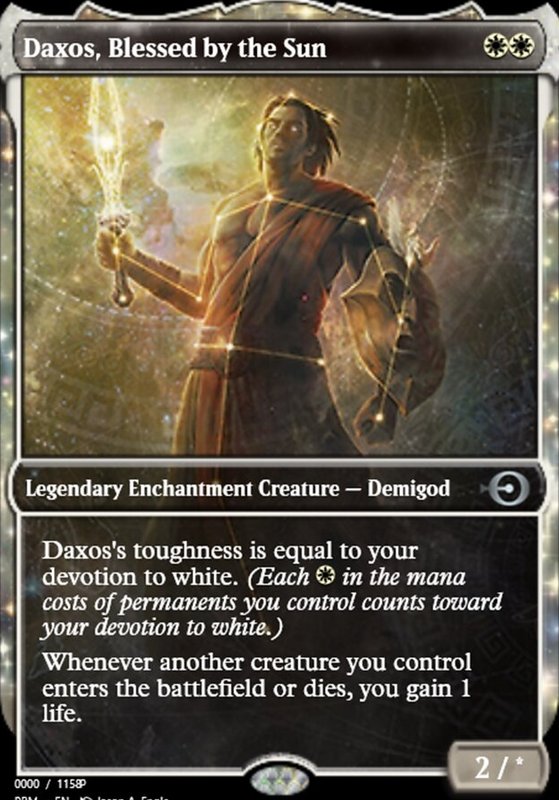 Daxos, Blessed by the Sun
Legendary Enchantment Creature — Demigod
Daxos's toughness is equal to your
devotion to white. (Each in the mana
costs of permanents you control counts toward
your devotion to white.)
Whenever another creature you control
enters the battlefield or dies, you gain 1
life.
2 / *
0000 / 1158P